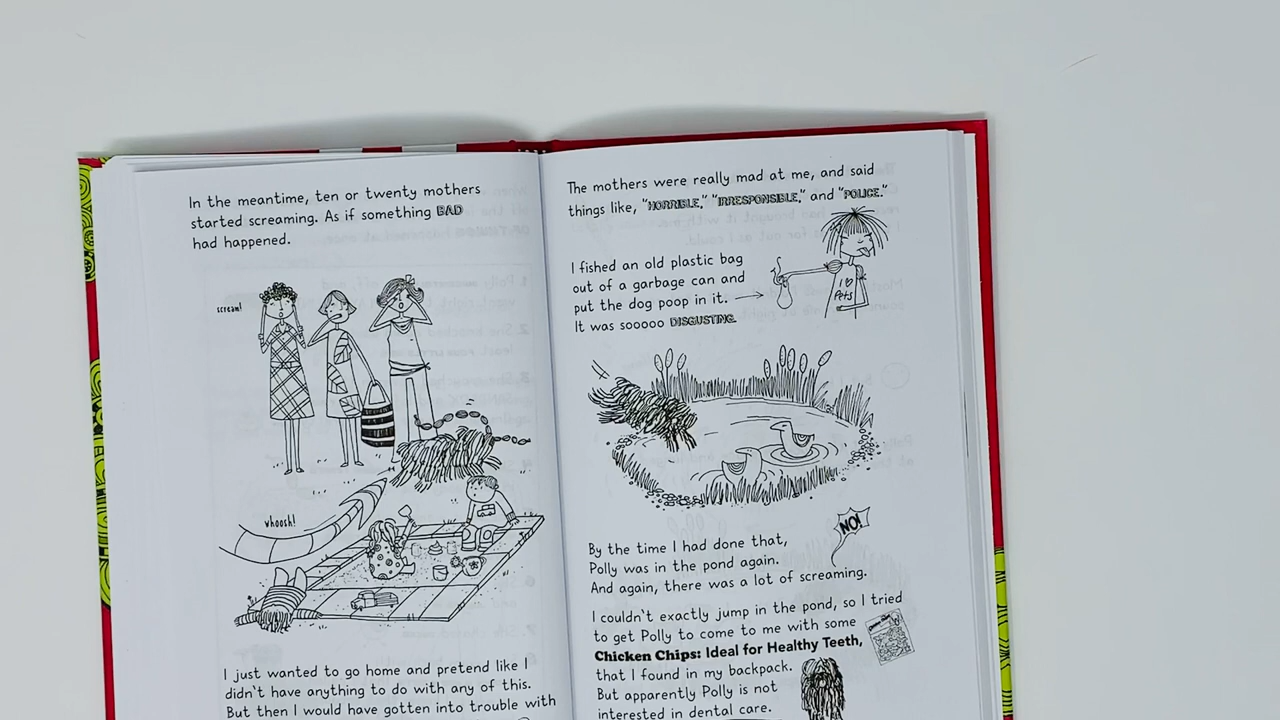 In the meantime, ten or twenty mothers
started screaming. As if something BAD
had happened.
scream!
whoosh!
I just wanted to go home and pretend like I
didn't have anything to do with any of this.
But then I would have gotten into trouble with
The mothers were really mad at me, and said
things like, "HORRIBLE," "IRRESPONSIBLE," and "POLICE."
I fished an old plastic bag
out of a garbage can and
put the dog poop in it.
It was sooooo DISGUSTING.
I
Pets
NO!
By the time I had done that,
Polly was in the pond again.
And again, there was a lot of screaming.
I couldn't exactly jump in the pond, so I tried
to get Polly to come to me with some
Chicken Chips: Ideal for Healthy Teeth,
that I found in my backpack.
But apparently Polly is not
interested in dental care.